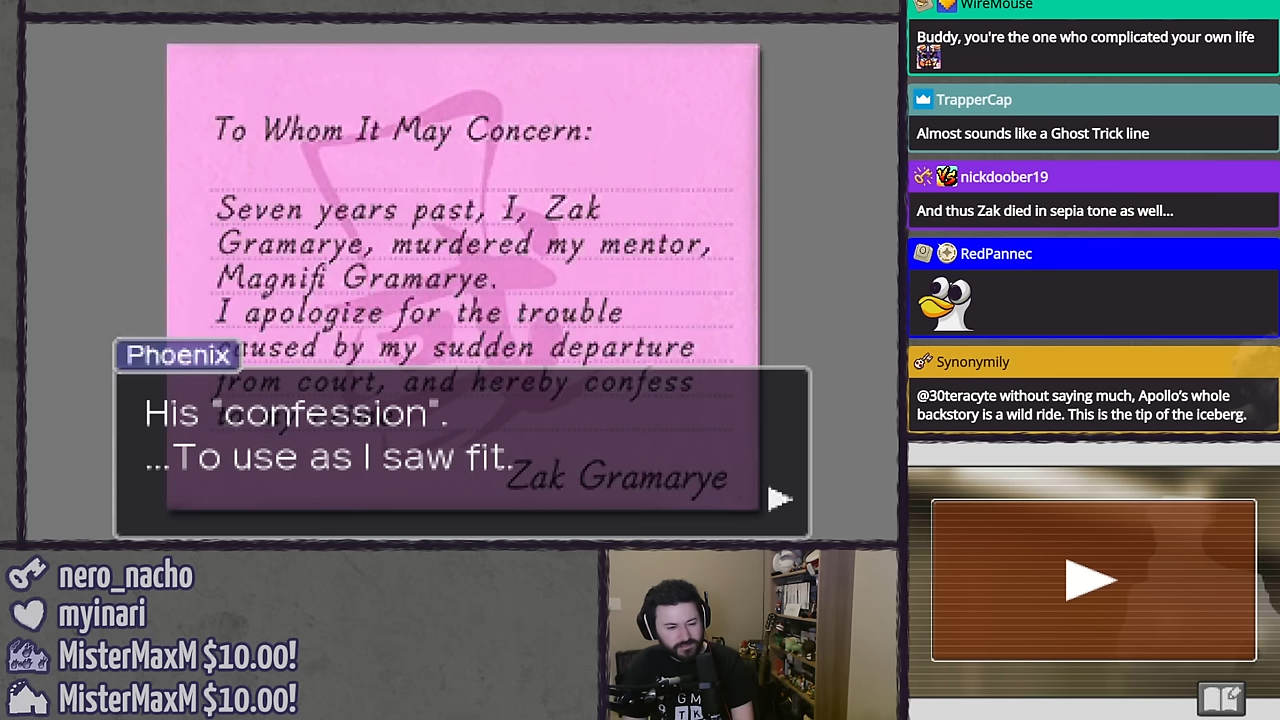 To Whom It May Concern:
Seven years past, I, Zak
Gramarye, murdered my mentor,
Magnifi Gramarye.
I apologize for the trouble
caused by my sudden departure
from court, and hereby confess
Zak Gramarye
Phoenix
His "confession".
...To use as I saw fit.
WireMouse
Buddy, you're the one who complicated your own life
TrapperCap
Almost sounds like a Ghost Trick line
nickdoober19
And thus Zak died in sepia tone as well...
RedPannec
Synonymily
@30teracyte without saying much, Apollo's whole
backstory is a wild ride. This is the tip of the iceberg.
nero_nacho
myinari
MisterMaxM $10.00!
MisterMaxM $10.00!
GM
TK